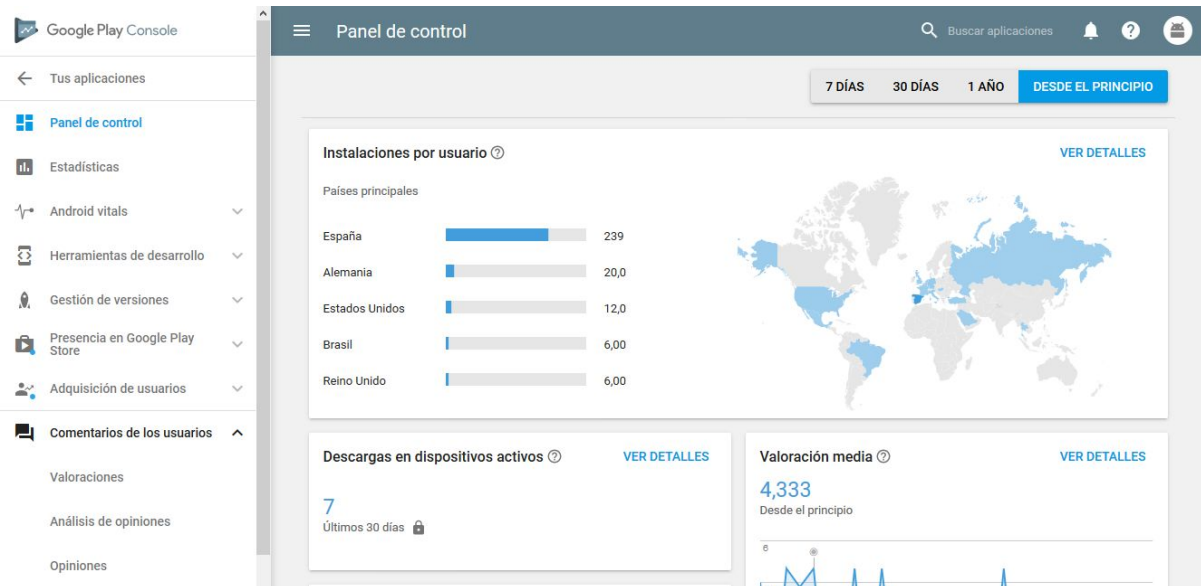 Google Play Console
Panel de control
Buscar aplicaciones
Tus aplicaciones
Panel de control
Estadísticas
Android vitals
Herramientas de desarrollo
Gestión de versiones
Presencia en Google Play
Store
Adquisición de usuarios
Comentarios de los usuarios
Valoraciones
Análisis de opiniones
Opiniones
7 DÍAS 30 DÍAS 1 AÑO DESDE EL PRINCIPIO
Instalaciones por usuario
VER DETALLES
Países principales
España 239
Alemania 20,0
Estados Unidos 12,0
Brasil 6,00
Reino Unido 6,00
Descargas en dispositivos activos
VER DETALLES
7
Últimos 30 días
Valoración media
VER DETALLES
4,333
Desde el principio
6